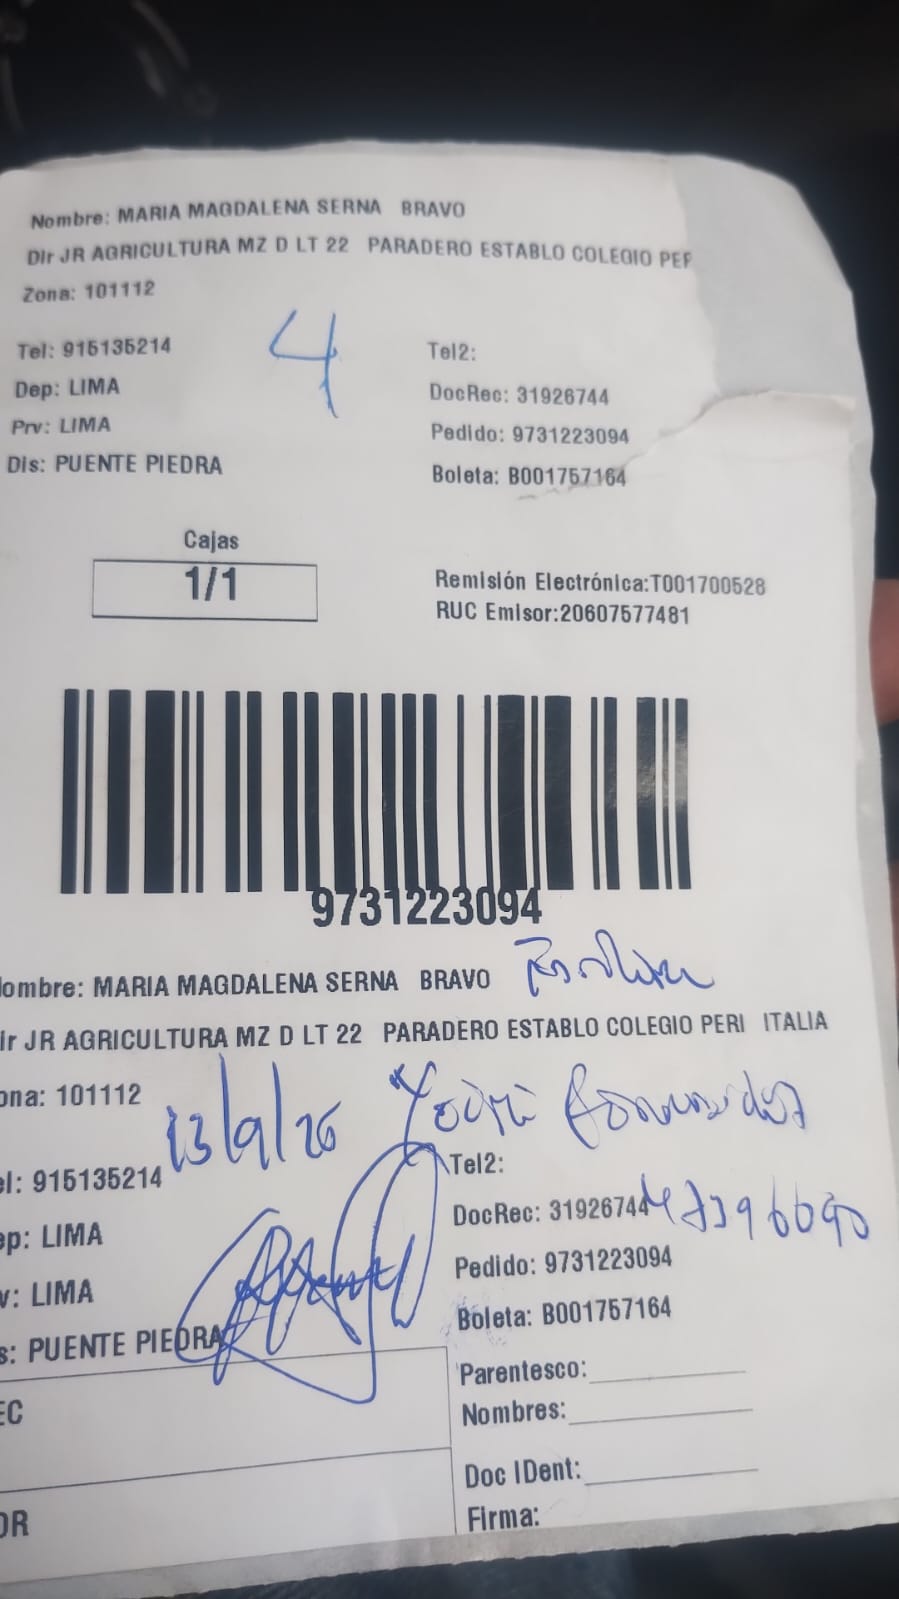 Nombre: MARIA MAGDALENA SERNA BRAVO
Dir JR AGRICULTURA MZ D LT 22 PARADERO ESTABLO COLEGIO PER
Zona: 101112
4
Tel: 915135214 Tel2:
Dep: LIMA DocRec: 31926744
Prv: LIMA Pedido: 9731223094
Dis: PUENTE PIEDRA Boleta: B001757164
Cajas
1/1
Remisión Electrónica:T001700528
RUC Emisor:20607577481
9731223094
ombre: MARIA MAGDALENA SERNA BRAVO
ir JR AGRICULTURA MZ D LT 22 PARADERO ESTABLO COLEGIO PERI ITALIA
ona: 101112
13/9/26
el: 915135214 Tel2:
ep: LIMA DocRec: 31926744
v: LIMA Pedido: 9731223094
s: PUENTE PIEDRA Boleta: B001757164
EC
OR
Parentesco:
Nombres:
Doc IDent:
Firma: